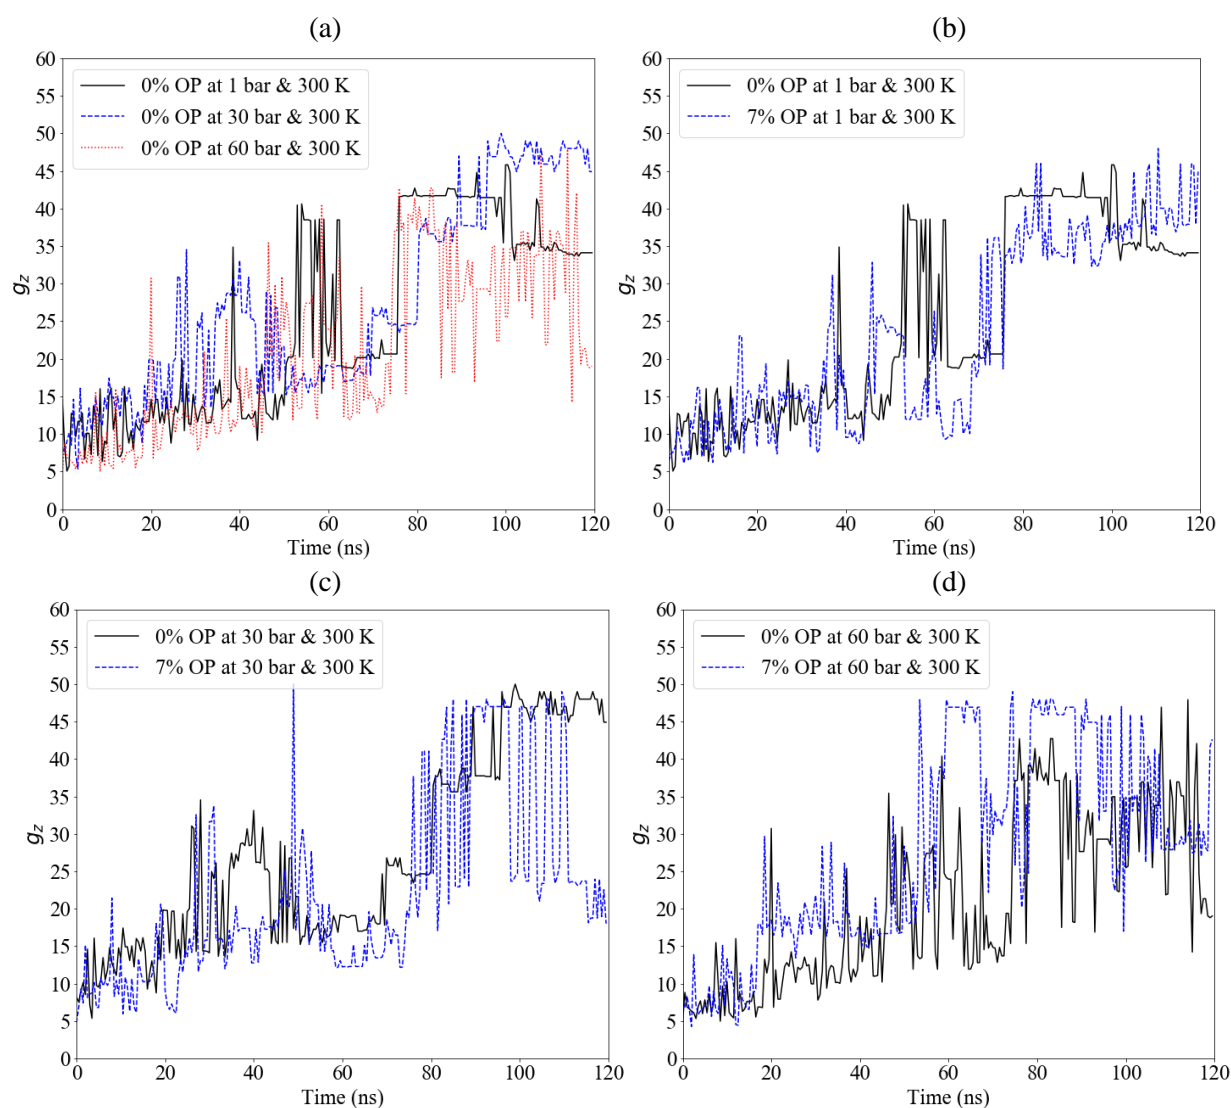 (a)
60
55
50
45
40
35
30
25
20
15
10
5
0
g_z
0% OP at 1 bar & 300 K
0% OP at 30 bar & 300 K
0% OP at 60 bar & 300 K
0 20 40 60 80 100 120
Time (ns)
(b)
60
55
50
45
40
35
30
25
20
15
10
5
0
g_z
0% OP at 1 bar & 300 K
7% OP at 1 bar & 300 K
0 20 40 60 80 100 120
Time (ns)
(c)
60
55
50
45
40
35
30
25
20
15
10
5
0
g_z
0% OP at 30 bar & 300 K
7% OP at 30 bar & 300 K
0 20 40 60 80 100 120
Time (ns)
(d)
60
55
50
45
40
35
30
25
20
15
10
5
0
g_z
0% OP at 60 bar & 300 K
7% OP at 60 bar & 300 K
0 20 40 60 80 100 120
Time (ns)